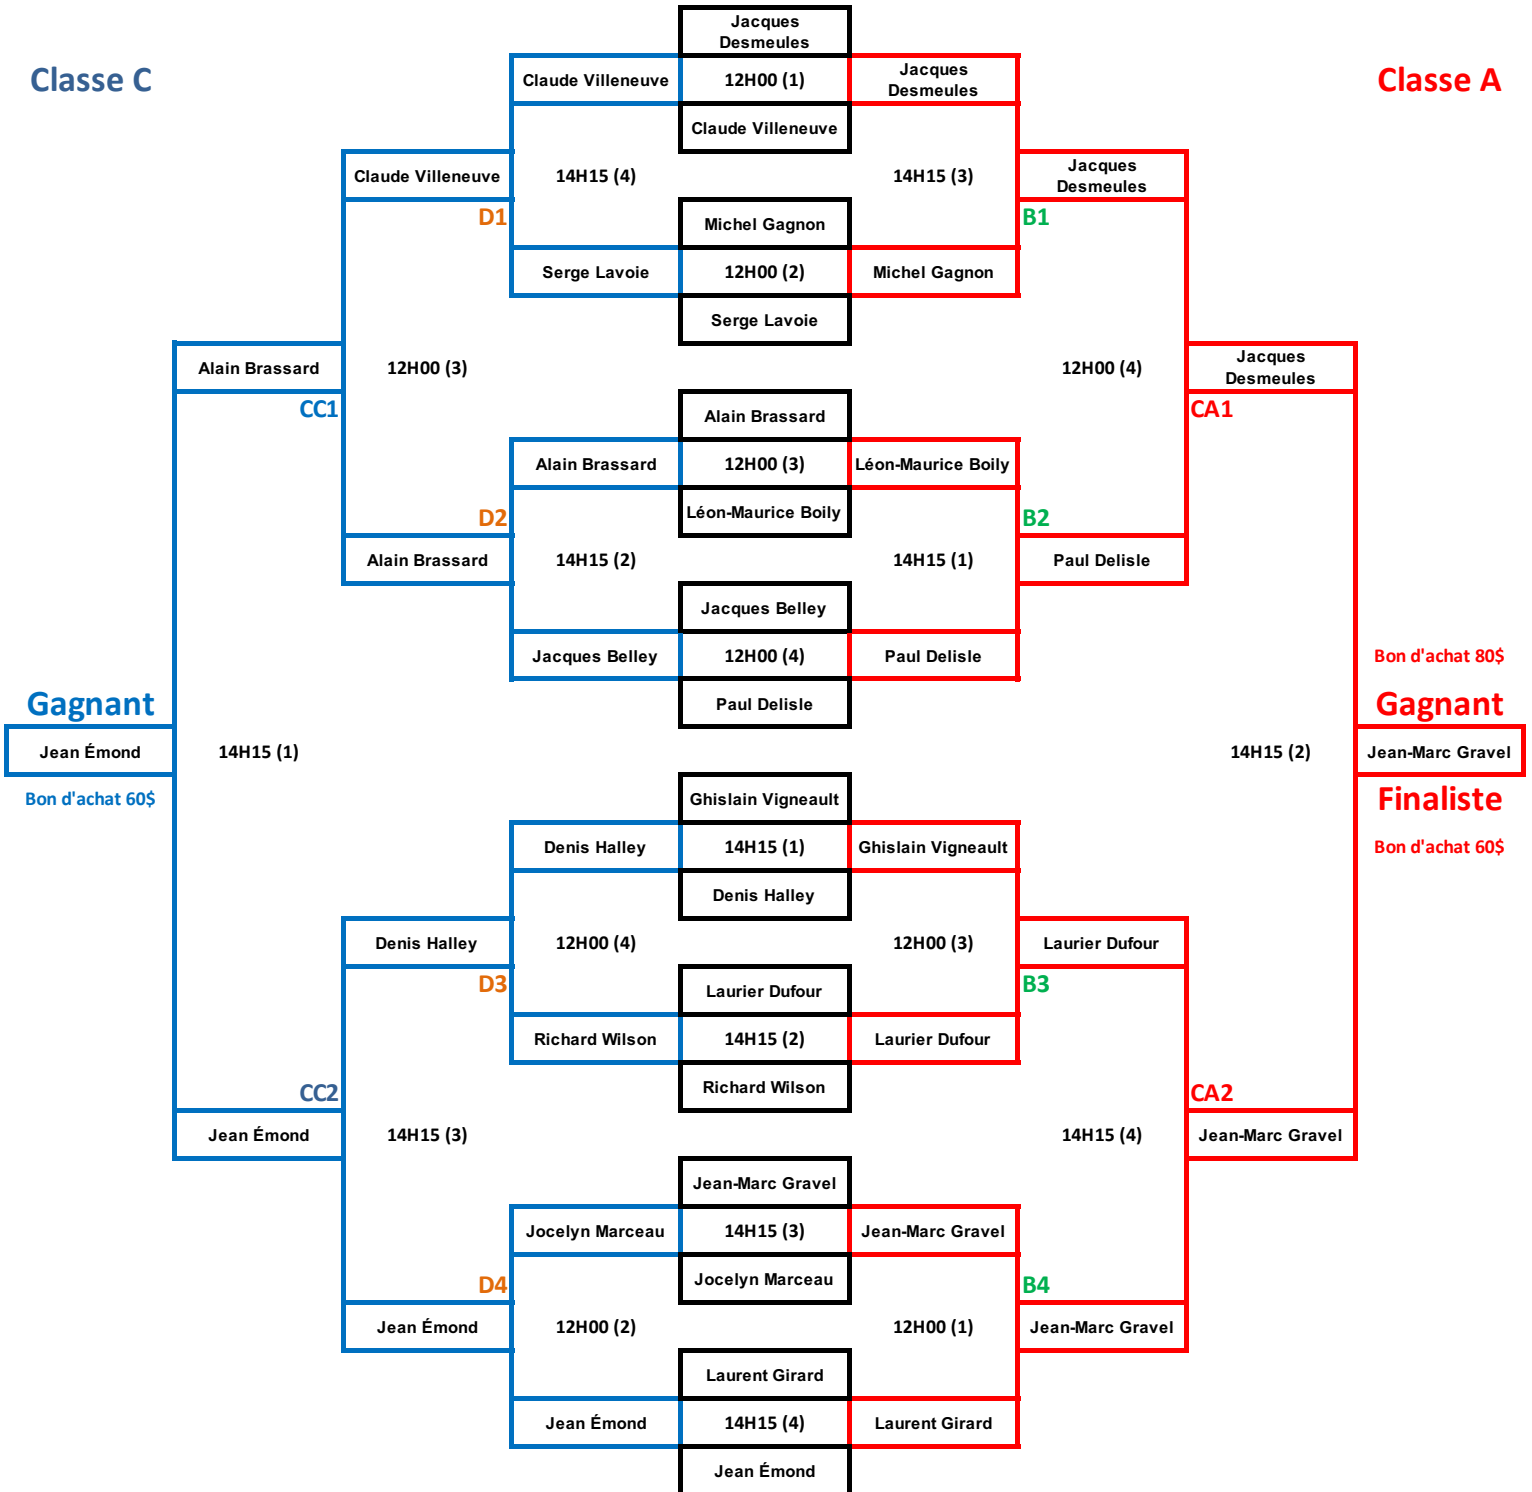 Jacques
Desmeules
Classe C
Claude Villeneuve
12H00 (1)
Jacques
Desmeules
Classe A
Claude Villeneuve
Claude Villeneuve
14H15 (4)
14H15 (3)
Jacques
Desmeules
D1
Michel Gagnon
B1
Serge Lavoie
12H00 (2)
Michel Gagnon
Serge Lavoie
Alain Brassard
12H00 (3)
12H00 (4)
Jacques
Desmeules
CC1
Alain Brassard
CA1
Alain Brassard
12H00 (3)
Léon-Maurice Boily
D2
Léon-Maurice Boily
B2
Alain Brassard
14H15 (2)
14H15 (1)
Paul Delisle
Jacques Belley
Jacques Belley
12H00 (4)
Paul Delisle
Bon d'achat 80$
Gagnant
Paul Delisle
Gagnant
Jean Émond
14H15 (1)
14H15 (2)
Jean-Marc Gravel
Bon d'achat 60$
Ghislain Vigneault
Finaliste
Denis Halley
14H15 (1)
Ghislain Vigneault
Bon d'achat 60$
Denis Halley
Denis Halley
12H00 (4)
12H00 (3)
Laurier Dufour
D3
Laurier Dufour
B3
Richard Wilson
14H15 (2)
Laurier Dufour
CC2
Richard Wilson
CA2
Jean Émond
14H15 (3)
14H15 (4)
Jean-Marc Gravel
Jean-Marc Gravel
Jocelyn Marceau
14H15 (3)
Jean-Marc Gravel
D4
Jocelyn Marceau
B4
Jean Émond
12H00 (2)
12H00 (1)
Jean-Marc Gravel
Laurent Girard
Jean Émond
14H15 (4)
Laurent Girard
Jean Émond